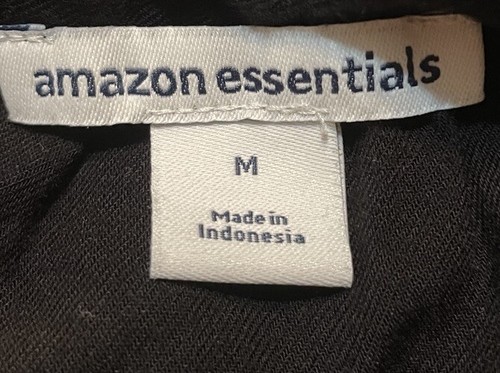 amazon essentials
M
Made in
Indonesia